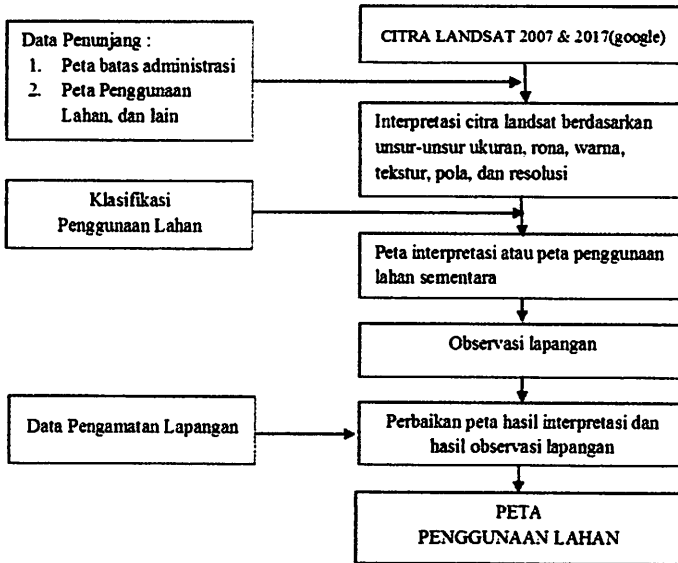 Data Penunjang :
1. Peta batas administrasi
2. Peta Penggunaan
Lahan. dan lain
CITRA LANDSAT 2007 & 2017(google)
Interpretasi citra landsat berdasarkan
unsur-unsur ukuran, rona, warna,
tekstur, pola, dan resolusi
Klasifikasi
Penggunaan Lahan
Peta interpretasi atau peta penggunaan
lahan sementara
Observasi lapangan
Data Pengamatan Lapangan
Perbaikan peta hasil interpretasi dan
hasil observasi lapangan
PETA
PENGGUNAAN LAHAN